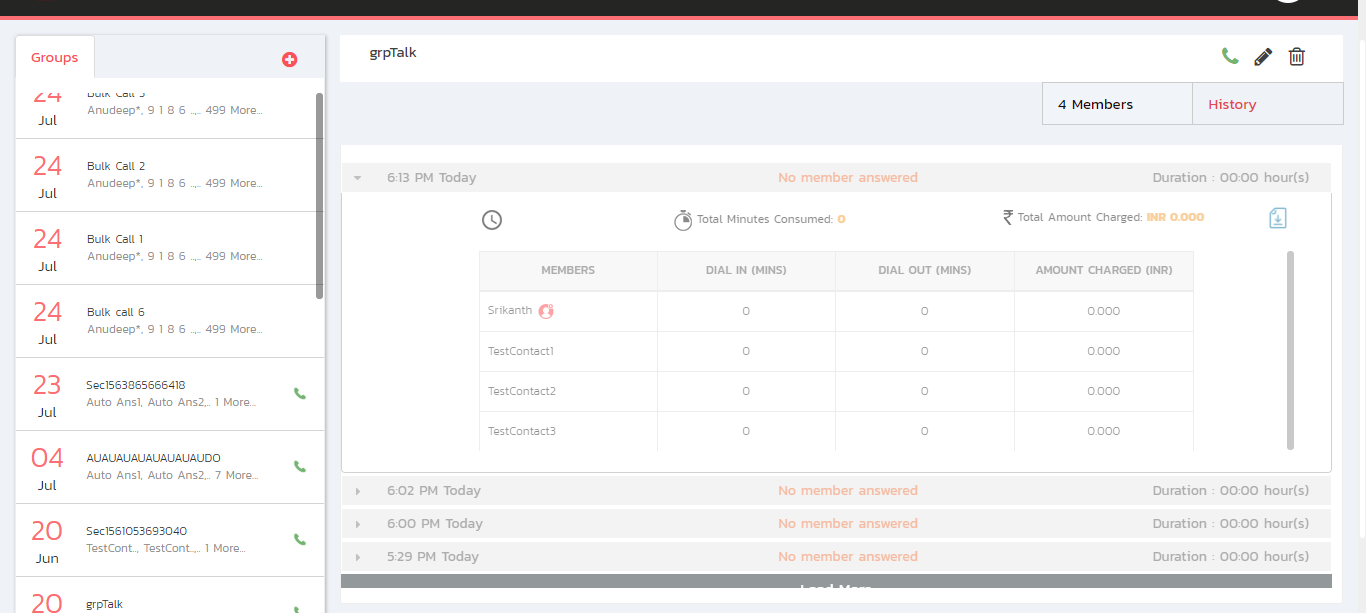 Groups
24
Jul
Bulk Call 3
Anudeep*, 9 1 8 6 ..,.. 499 More...
24
Jul
Bulk Call 2
Anudeep*, 9 1 8 6 ..,.. 499 More...
24
Jul
Bulk Call 1
Anudeep*, 9 1 8 6 ..,.. 499 More...
24
Jul
Bulk call 6
Anudeep*, 9 1 8 6 ..,.. 499 More...
23
Jul
Sec1563865666418
Auto Ans1, Auto Ans2,.. 1 More...
04
Jul
AUAUAUAUAUAUAUAUDO
Auto Ans1, Auto Ans2,.. 7 More...
20
Jun
Sec1561053693040
TestCont.., TestCont..,.. 1 More...
20
grpTalk
grpTalk
4 Members
History
6:13 PM Today No member answered Duration : 00:00 hour(s)
Total Minutes Consumed: 0
₹ Total Amount Charged: INR 0.000
MEMBERS DIAL IN (MINS) DIAL OUT (MINS) AMOUNT CHARGED (INR)
Srikanth 0 0 0.000
TestContact1 0 0 0.000
TestContact2 0 0 0.000
TestContact3 0 0 0.000
6:02 PM Today No member answered Duration : 00:00 hour(s)
6:00 PM Today No member answered Duration : 00:00 hour(s)
5:29 PM Today No member answered Duration : 00:00 hour(s)
Load More